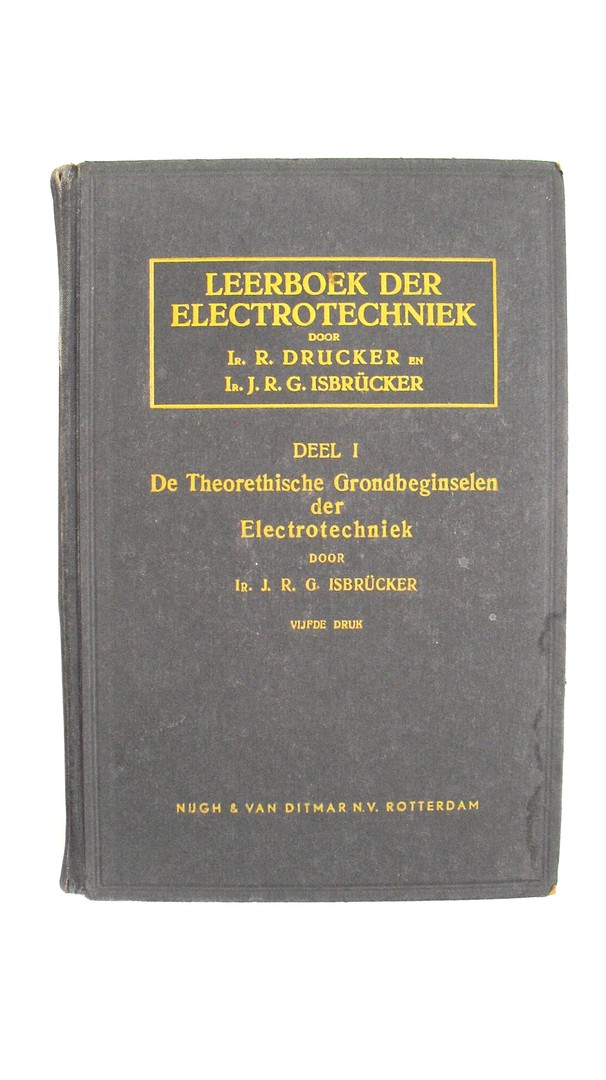 LEERBOEK DER
ELECTROTECHNIEK
DOOR
IR. R. DRUCKER EN
IR. J. R. G. ISBRÜCKER
DEEL I
De Theorethische Grondbeginselen
der
Electrotechniek
DOOR
IR. J. R. G. ISBRÜCKER
VIJFDE DRUK
NIJGH & VAN DITMAR N.V. ROTTERDAM